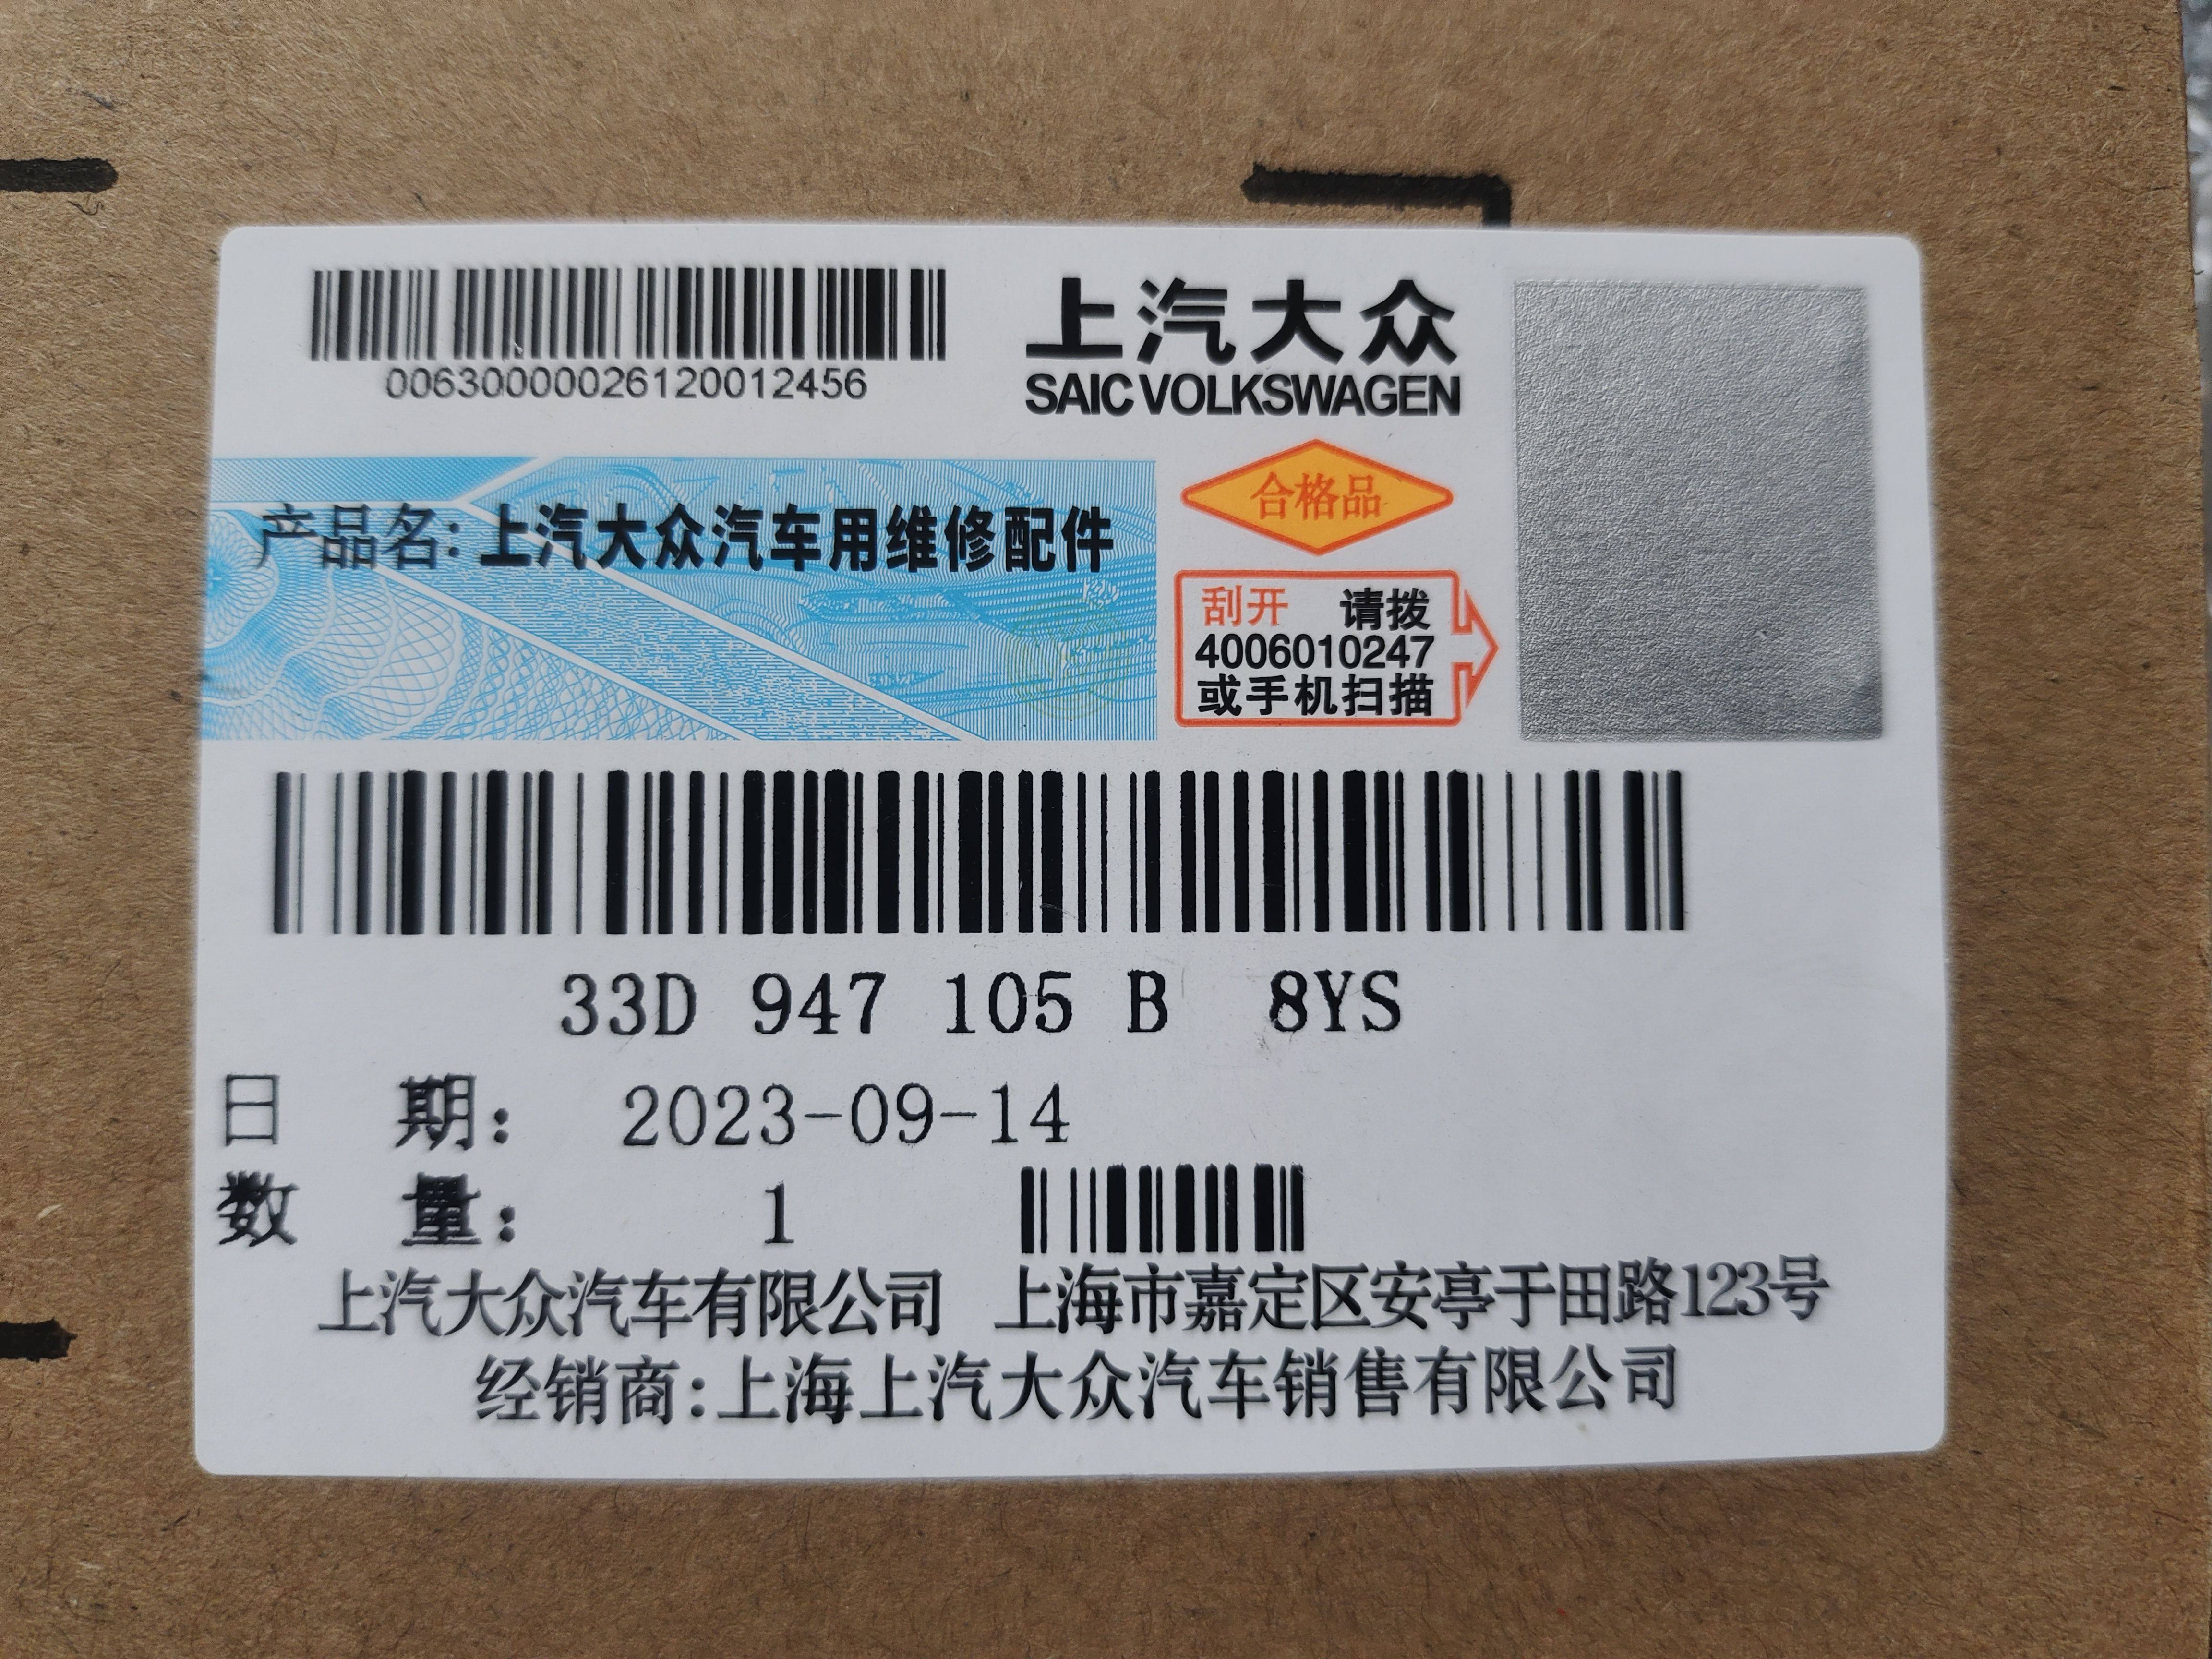 00630000026120012456
上汽大众
SAIC VOLKSWAGEN
产品名:上汽大众汽车用维修配件
合格品
刮开 请拨
4006010247
或手机扫描
33D 947 105 B 8YS
日 期: 2023-09-14
数 量: 1
上汽大众汽车有限公司 上海市嘉定区安亭于田路123号
经销商:上海上汽大众汽车销售有限公司